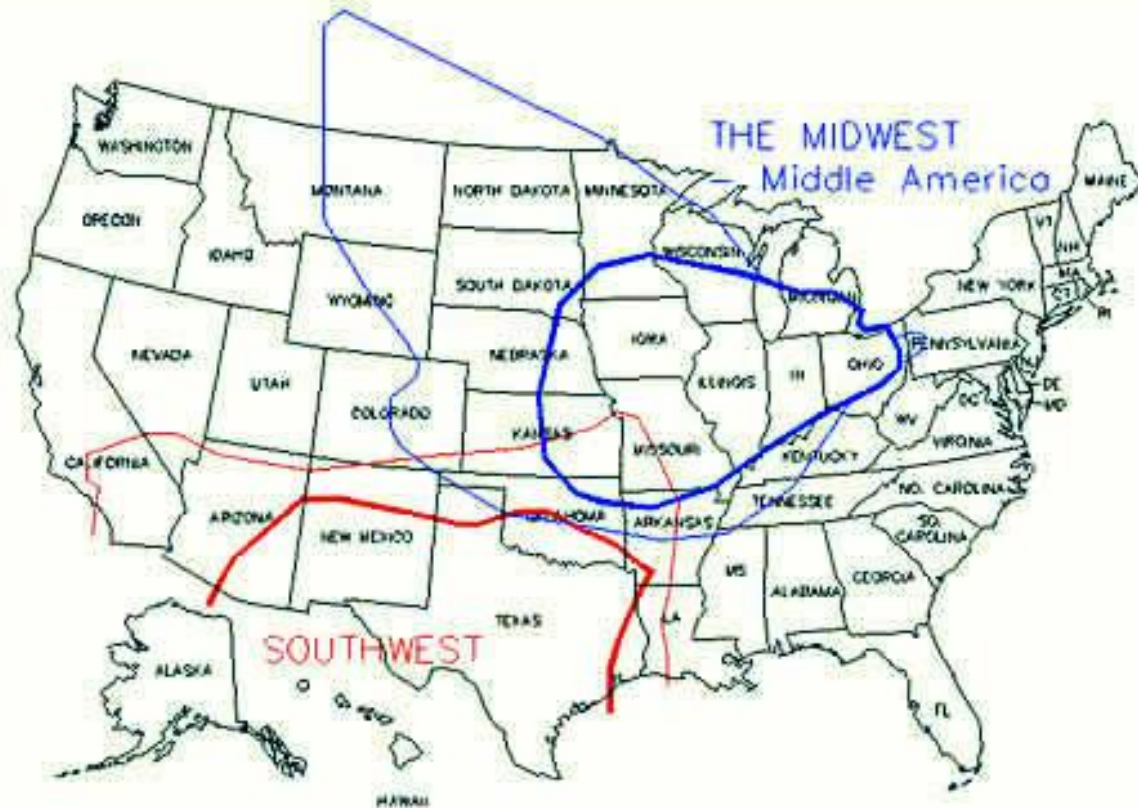 THE MIDWEST
– Middle America
WASHINGTON
MONTANA
NORTH DAKOTA
MINNESOTA
MAINE
OREGON
VT
NH
IDAHO
WISCONSIN
MA
SOUTH DAKOTA
NEW YORK
CT
WYOMING
MICHIGAN
RI
IOWA
PENNSYLVANIA
NEVADA
NEBRASKA
OHIO
UTAH
ILLINOIS
IN
DE
COLORADO
DC
MD
KANSAS
WV
MISSOURI
VIRGINIA
CALIFORNIA
KENTUCKY
NO. CAROLINA
TENNESSEE
ARIZONA
OKLAHOMA
ARKANSAS
SO.
CAROLINA
NEW MEXICO
MS
GEORGIA
ALABAMA
TEXAS
LA
SOUTHWEST
ALASKA
FL
HAWAII